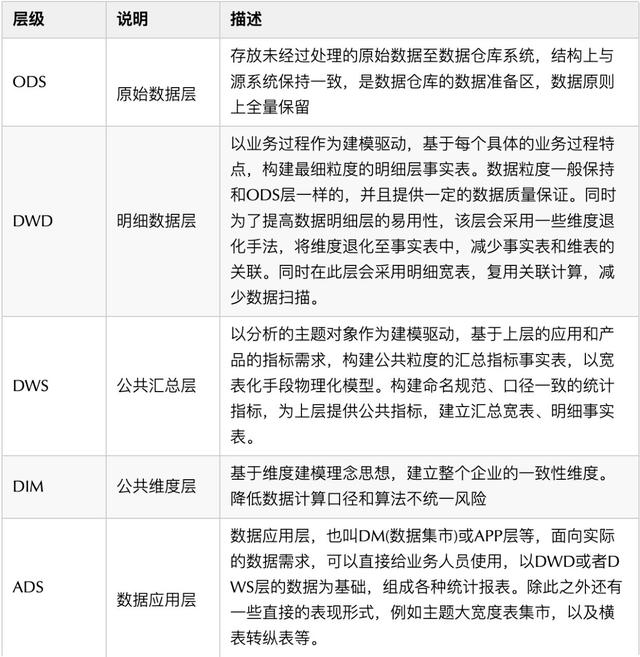 层级
说明
描述
ODS
原始数据层
存放未经过处理的原始数据至数据仓库系统，结构上与
源系统保持一致，是数据仓库的数据准备区，数据原则
上全量保留
DWD
明细数据层
以业务过程作为建模驱动，基于每个具体的业务过程特
点，构建最细粒度的明细层事实表。数据粒度一般保持
和ODS层一样的，并且提供一定的数据质量保证。同时
为了提高数据明细层的易用性，该层会采用一些维度退
化手法，将维度退化至事实表中，减少事实表和维表的
关联。同时在此层会采用明细宽表，复用关联计算，减
少数据扫描。
DWS
公共汇总层
以分析的主题对象作为建模驱动，基于上层的应用和产
品的指标需求，构建公共粒度的汇总指标事实表，以宽
表化手段物理化模型。构建命名规范、口径一致的统计
指标，为上层提供公共指标，建立汇总宽表、明细事实
表。
DIM
公共维度层
基于维度建模理念思想，建立整个企业的一致性维度。
降低数据计算口径和算法不统一风险
ADS
数据应用层
数据应用层，也叫DM(数据集市)或APP层等，面向实际
的数据需求，可以直接给业务人员使用，以DWD或者D
WS层的数据为基础，组成各种统计报表。除此之外还有
一些直接的表现形式，例如主题大宽度表集市，以及横
表转纵表等。